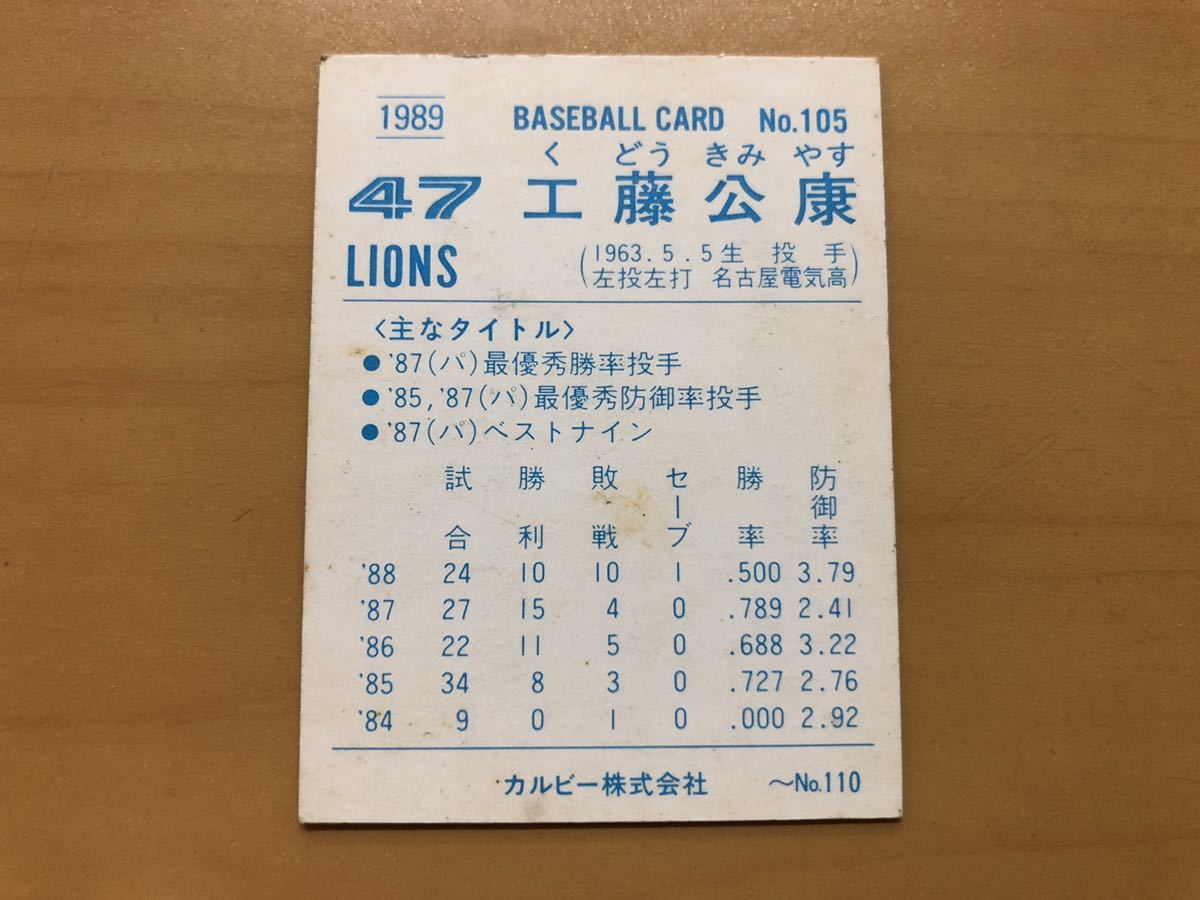 1989 BASEBALL CARD No.105
く どう きみ やす
47 工藤公康
LIONS (1963.5.5生 投手
左投左打 名古屋電気高)
〈主なタイトル〉
●'87(パ)最優秀勝率投手
●'85,'87(パ)最優秀防御率投手
●'87(パ)ベストナイン
試合 勝利 敗戦 セーブ 勝率 防御率
'88 24 10 10 1 .500 3.79
'87 27 15 4 0 .789 2.41
'86 22 11 5 0 .688 3.22
'85 34 8 3 0 .727 2.76
'84 9 0 1 0 .000 2.92
カルビー株式会社 〜No.110